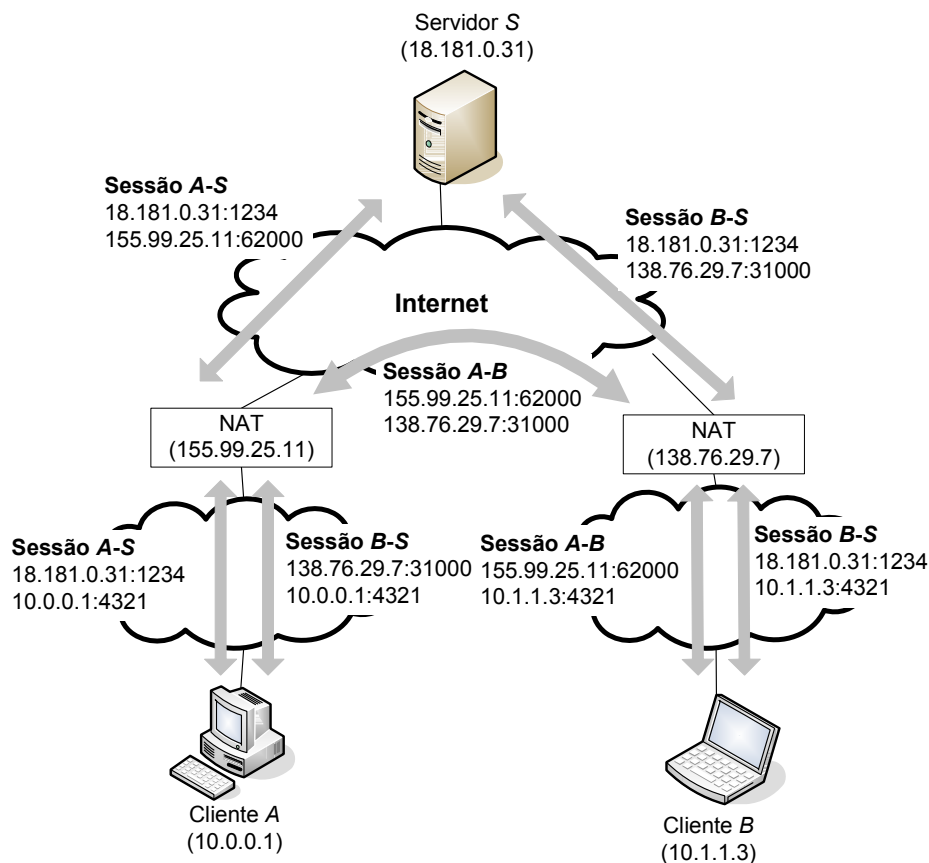 Servidor S
(18.181.0.31)
Sessão A-S
18.181.0.31:1234
155.99.25.11:62000
Sessão B-S
18.181.0.31:1234
138.76.29.7:31000
Internet
Sessão A-B
155.99.25.11:62000
138.76.29.7:31000
NAT
(155.99.25.11)
NAT
(138.76.29.7)
Sessão A-S
18.181.0.31:1234
10.0.0.1:4321
Sessão B-S
138.76.29.7:31000
10.0.0.1:4321
Sessão A-B
155.99.25.11:62000
10.1.1.3:4321
Sessão B-S
18.181.0.31:1234
10.1.1.3:4321
Cliente A
(10.0.0.1)
Cliente B
(10.1.1.3)